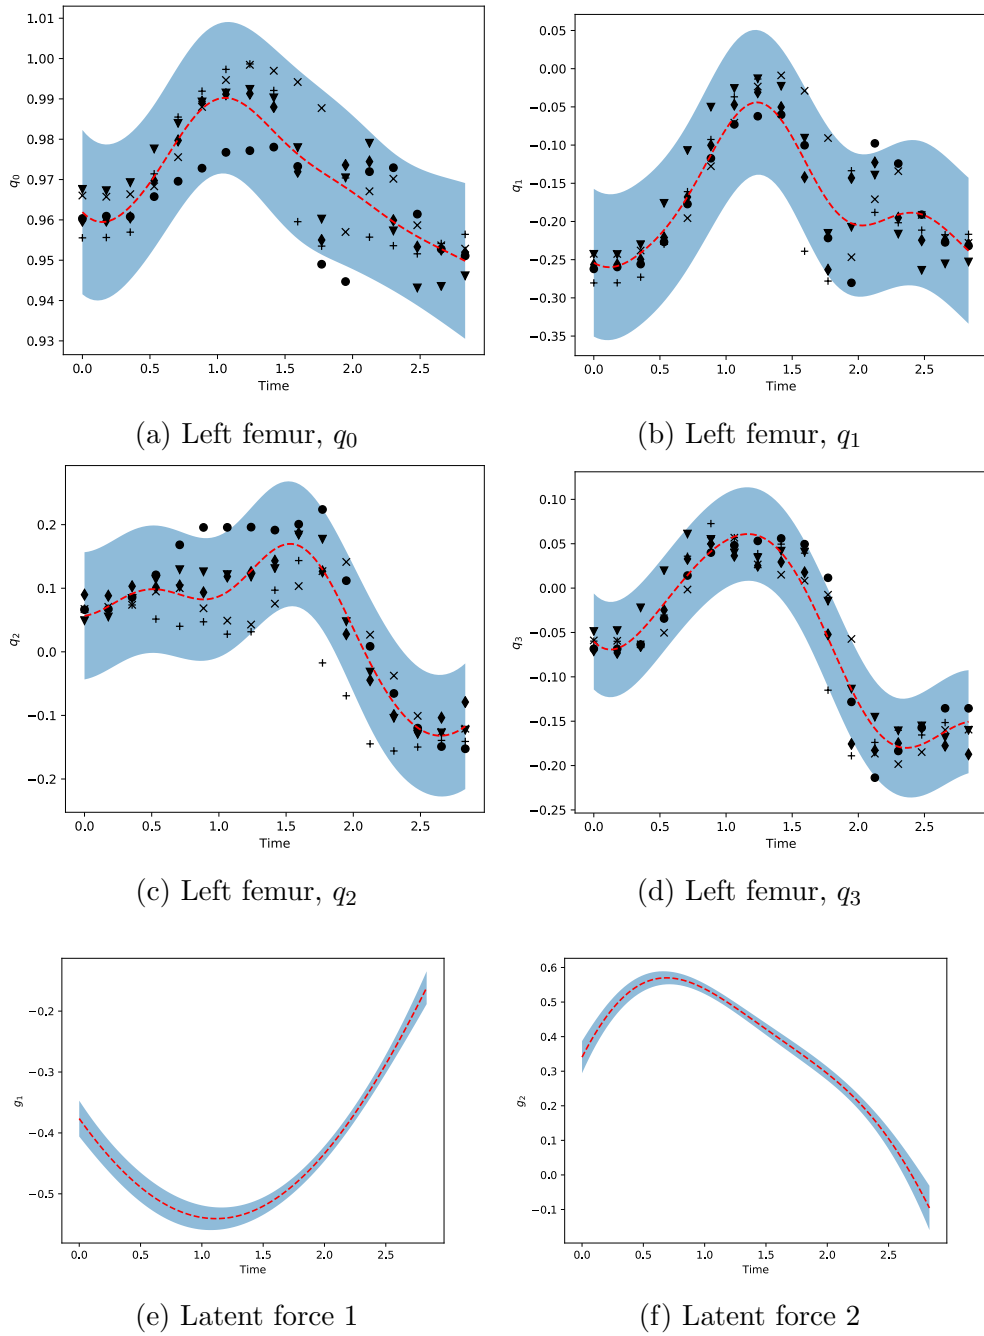 1.01
1.00
0.99
0.98
0.97
0.96
0.95
0.94
0.93
q0
0.0 0.5 1.0 1.5 2.0 2.5
Time
(a) Left femur, q0
0.05
0.00
−0.05
−0.10
−0.15
−0.20
−0.25
−0.30
−0.35
q1
0.0 0.5 1.0 1.5 2.0 2.5
Time
(b) Left femur, q1
0.2
0.1
0.0
−0.1
−0.2
q2
0.0 0.5 1.0 1.5 2.0 2.5
Time
(c) Left femur, q2
0.10
0.05
0.00
−0.05
−0.10
−0.15
−0.20
−0.25
q3
0.0 0.5 1.0 1.5 2.0 2.5
Time
(d) Left femur, q3
−0.2
−0.3
−0.4
−0.5
g1
0.0 0.5 1.0 1.5 2.0 2.5
Time
(e) Latent force 1
0.6
0.5
0.4
0.3
0.2
0.1
0.0
−0.1
g2
0.0 0.5 1.0 1.5 2.0 2.5
Time
(f) Latent force 2